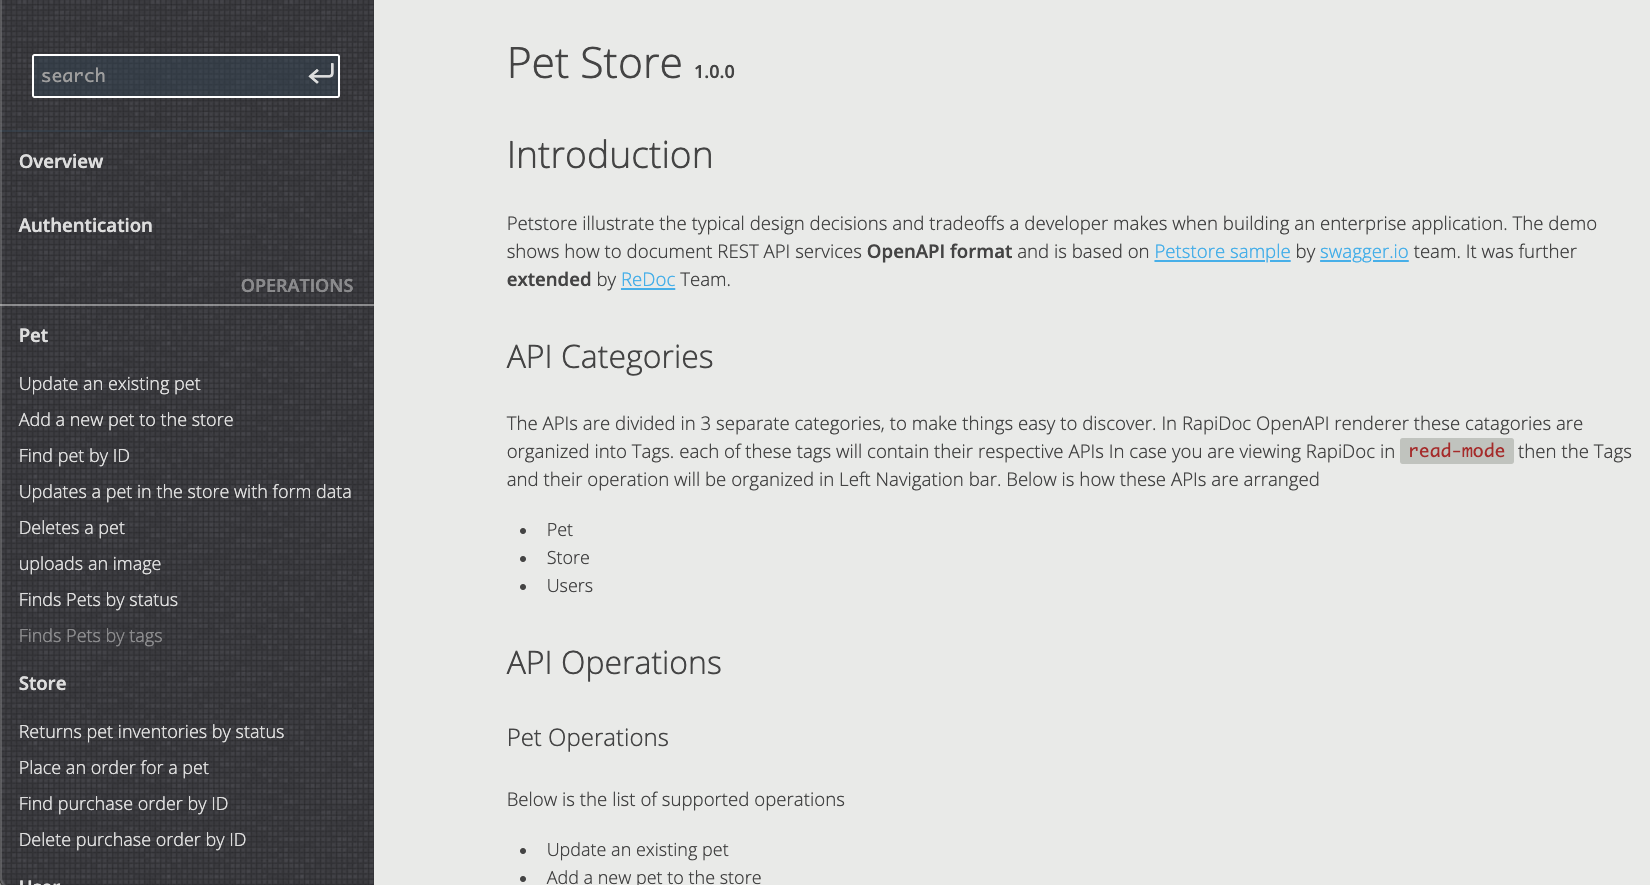 search
Overview
Authentication
OPERATIONS
Pet
Update an existing pet
Add a new pet to the store
Find pet by ID
Updates a pet in the store with form data
Deletes a pet
uploads an image
Finds Pets by status
Finds Pets by tags
Store
Returns pet inventories by status
Place an order for a pet
Find purchase order by ID
Delete purchase order by ID
User
Pet Store 1.0.0
Introduction
Petstore illustrate the typical design decisions and tradeoffs a developer makes when building an enterprise application. The demo
shows how to document REST API services OpenAPI format and is based on Petstore sample by swagger.io team. It was further
extended by ReDoc Team.
API Categories
The APIs are divided in 3 separate categories, to make things easy to discover. In RapiDoc OpenAPI renderer these catagories are
organized into Tags. each of these tags will contain their respective APIs In case you are viewing RapiDoc in read-mode then the Tags
and their operation will be organized in Left Navigation bar. Below is how these APIs are arranged
• Pet
• Store
• Users
API Operations
Pet Operations
Below is the list of supported operations
• Update an existing pet
• Add a new pet to the store